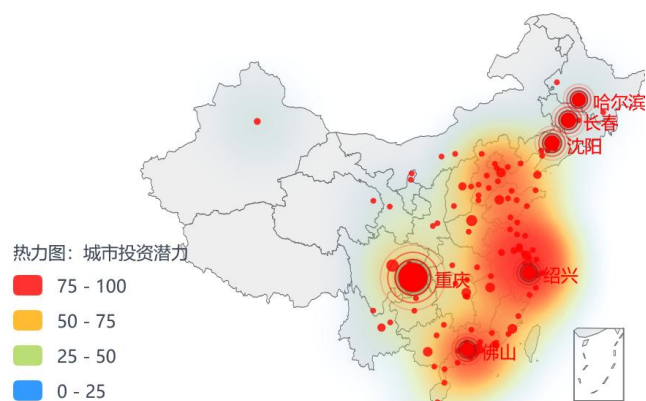 哈尔滨
长春
沈阳
热力图：城市投资潜力
75 - 100
重庆
绍兴
50 - 75
25 - 50
佛山
0 - 25